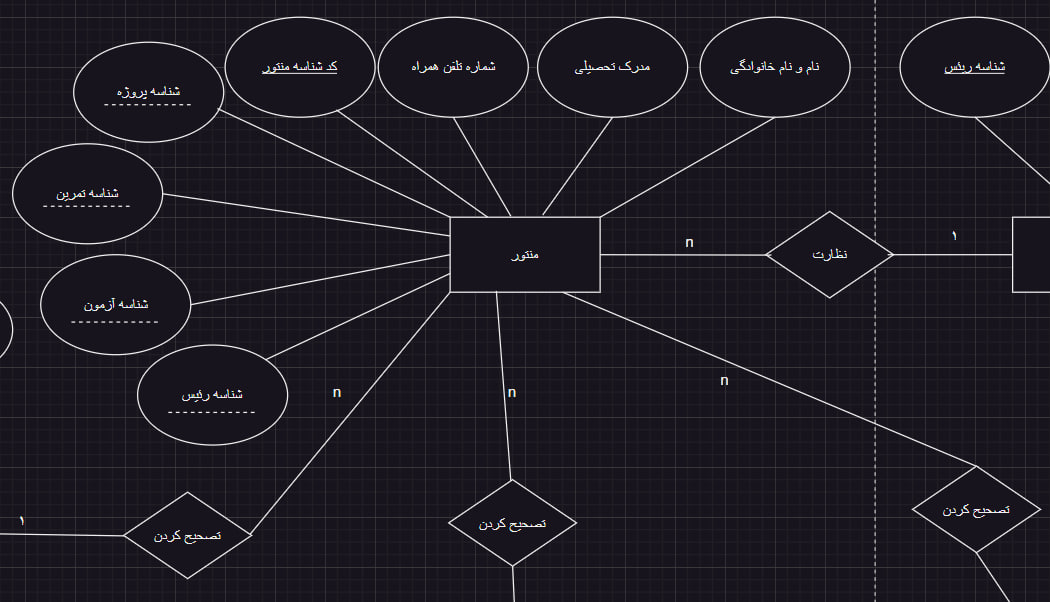 شناسه ریئس
نام و نام خانوادگی
مدرک تحصیلی
شماره تلفن همراه
کد شناسه منتور
شناسه پروژه
شناسه تمرین
شناسه آزمون
شناسه رئیس
منتور
n
نظارت
۱
n
n
n
تصحیح کردن
تصحیح کردن
تصحیح کردن
۱